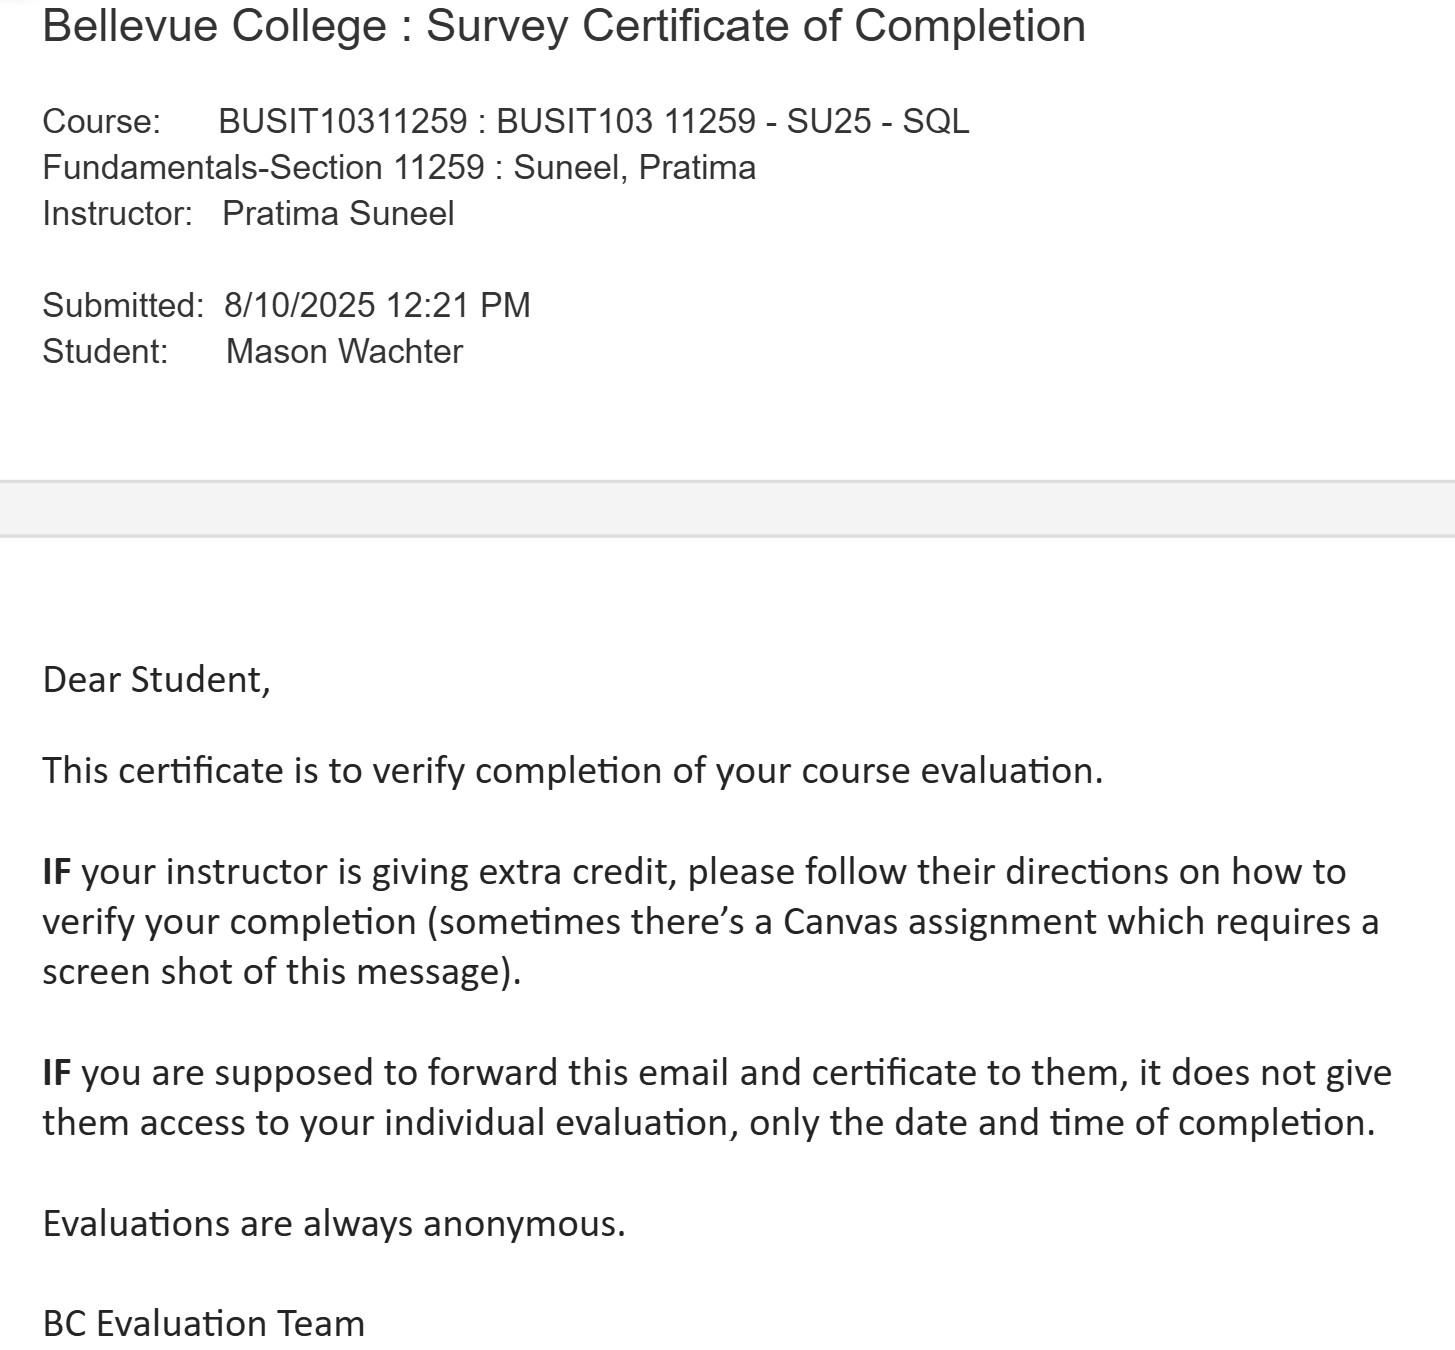 Bellevue College : Survey Certificate of Completion
Course: BUSIT10311259 : BUSIT103 11259 - SU25 - SQL
Fundamentals-Section 11259 : Suneel, Pratima
Instructor: Pratima Suneel
Submitted: 8/10/2025 12:21 PM
Student: Mason Wachter
Dear Student,
This certificate is to verify completion of your course evaluation.
IF your instructor is giving extra credit, please follow their directions on how to
verify your completion (sometimes there’s a Canvas assignment which requires a
screen shot of this message).
IF you are supposed to forward this email and certificate to them, it does not give
them access to your individual evaluation, only the date and time of completion.
Evaluations are always anonymous.
BC Evaluation Team